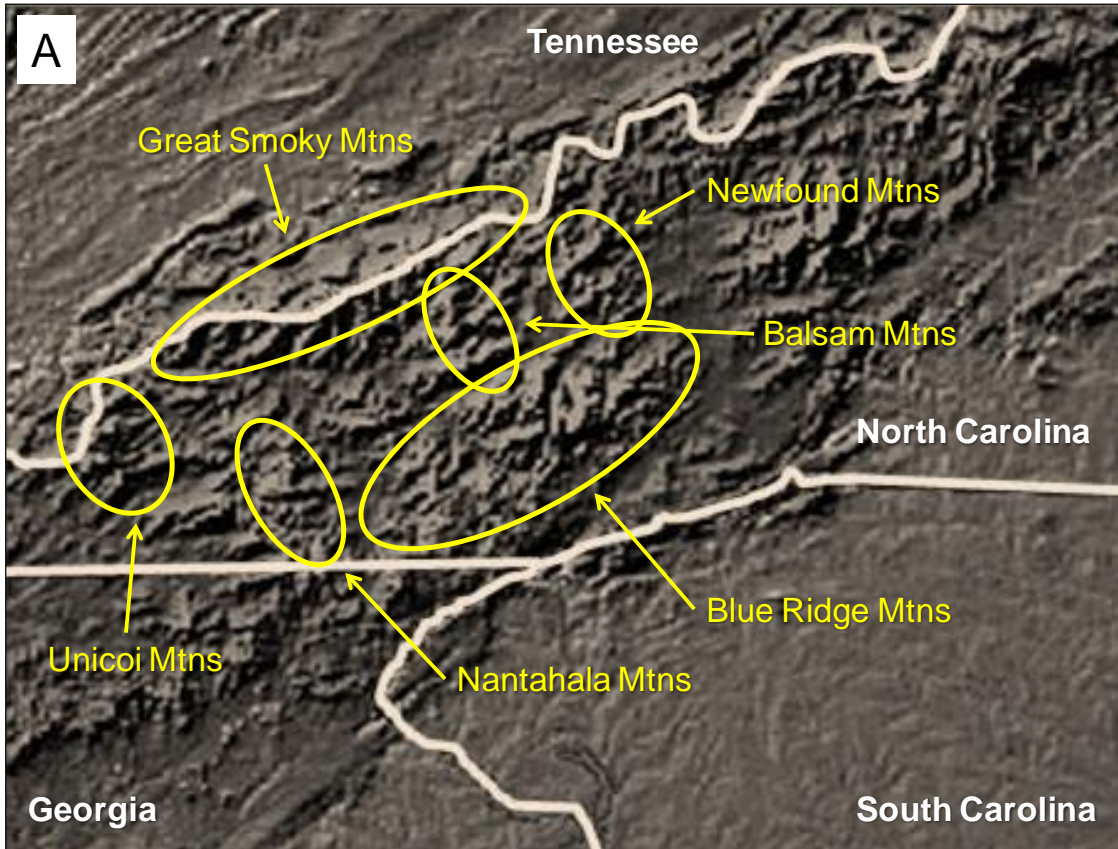 A
Tennessee
Great Smoky Mtns
Newfound Mtns
Balsam Mtns
North Carolina
Blue Ridge Mtns
Unicoi Mtns
Nantahala Mtns
Georgia
South Carolina